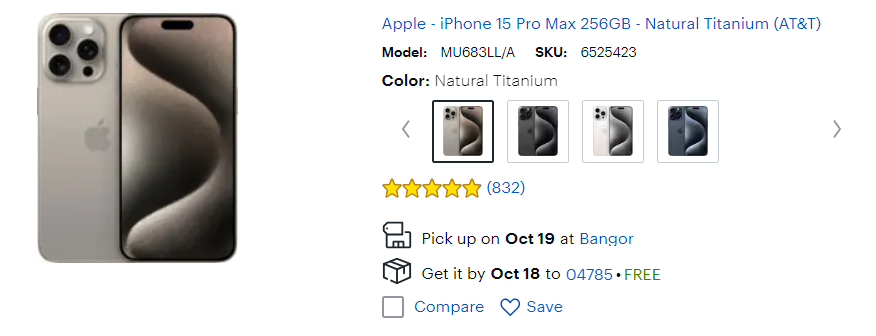 Apple - iPhone 15 Pro Max 256GB - Natural Titanium (AT&T)
Model: MU683LL/A SKU: 6525423
Color: Natural Titanium
(832)
Pick up on Oct 19 at Bangor
Get it by Oct 18 to 04785 • FREE
Compare Save